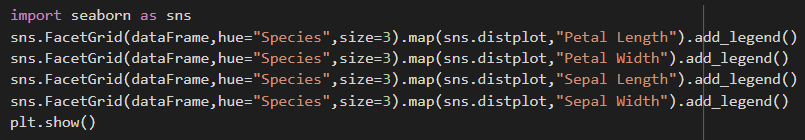 import seaborn as sns
sns.FacetGrid(dataFrame,hue="Species",size=3).map(sns.distplot,"Petal Length").add_legend()
sns.FacetGrid(dataFrame,hue="Species",size=3).map(sns.distplot,"Petal Width").add_legend()
sns.FacetGrid(dataFrame,hue="Species",size=3).map(sns.distplot,"Sepal Length").add_legend()
sns.FacetGrid(dataFrame,hue="Species",size=3).map(sns.distplot,"Sepal Width").add_legend()
plt.show()